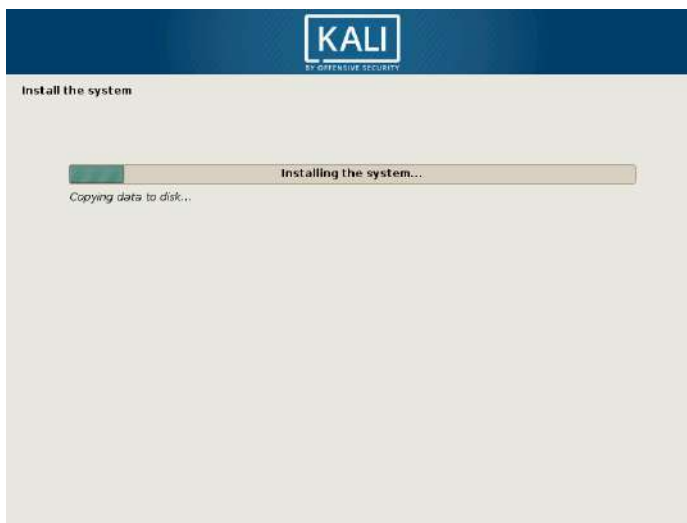 KALI
BY OFFENSIVE SECURITY
Install the system
Installing the system...
Copying data to disk...